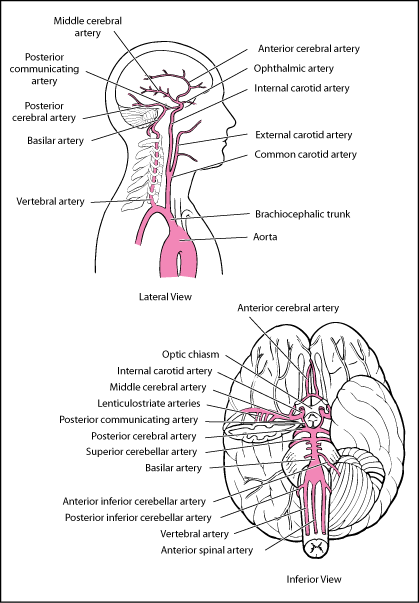 Middle cerebral
artery
Posterior
communicating
artery
Posterior
cerebral artery
Basilar artery
Vertebral artery
Anterior cerebral artery
Ophthalmic artery
Internal carotid artery
External carotid artery
Common carotid artery
Brachiocephalic trunk
Aorta
Lateral View
Anterior cerebral artery
Optic chiasm
Internal carotid artery
Middle cerebral artery
Lenticulostriate arteries
Posterior communicating artery
Posterior cerebral artery
Superior cerebellar artery
Basilar artery
Anterior inferior cerebellar artery
Posterior inferior cerebellar artery
Vertebral artery
Anterior spinal artery
Inferior View